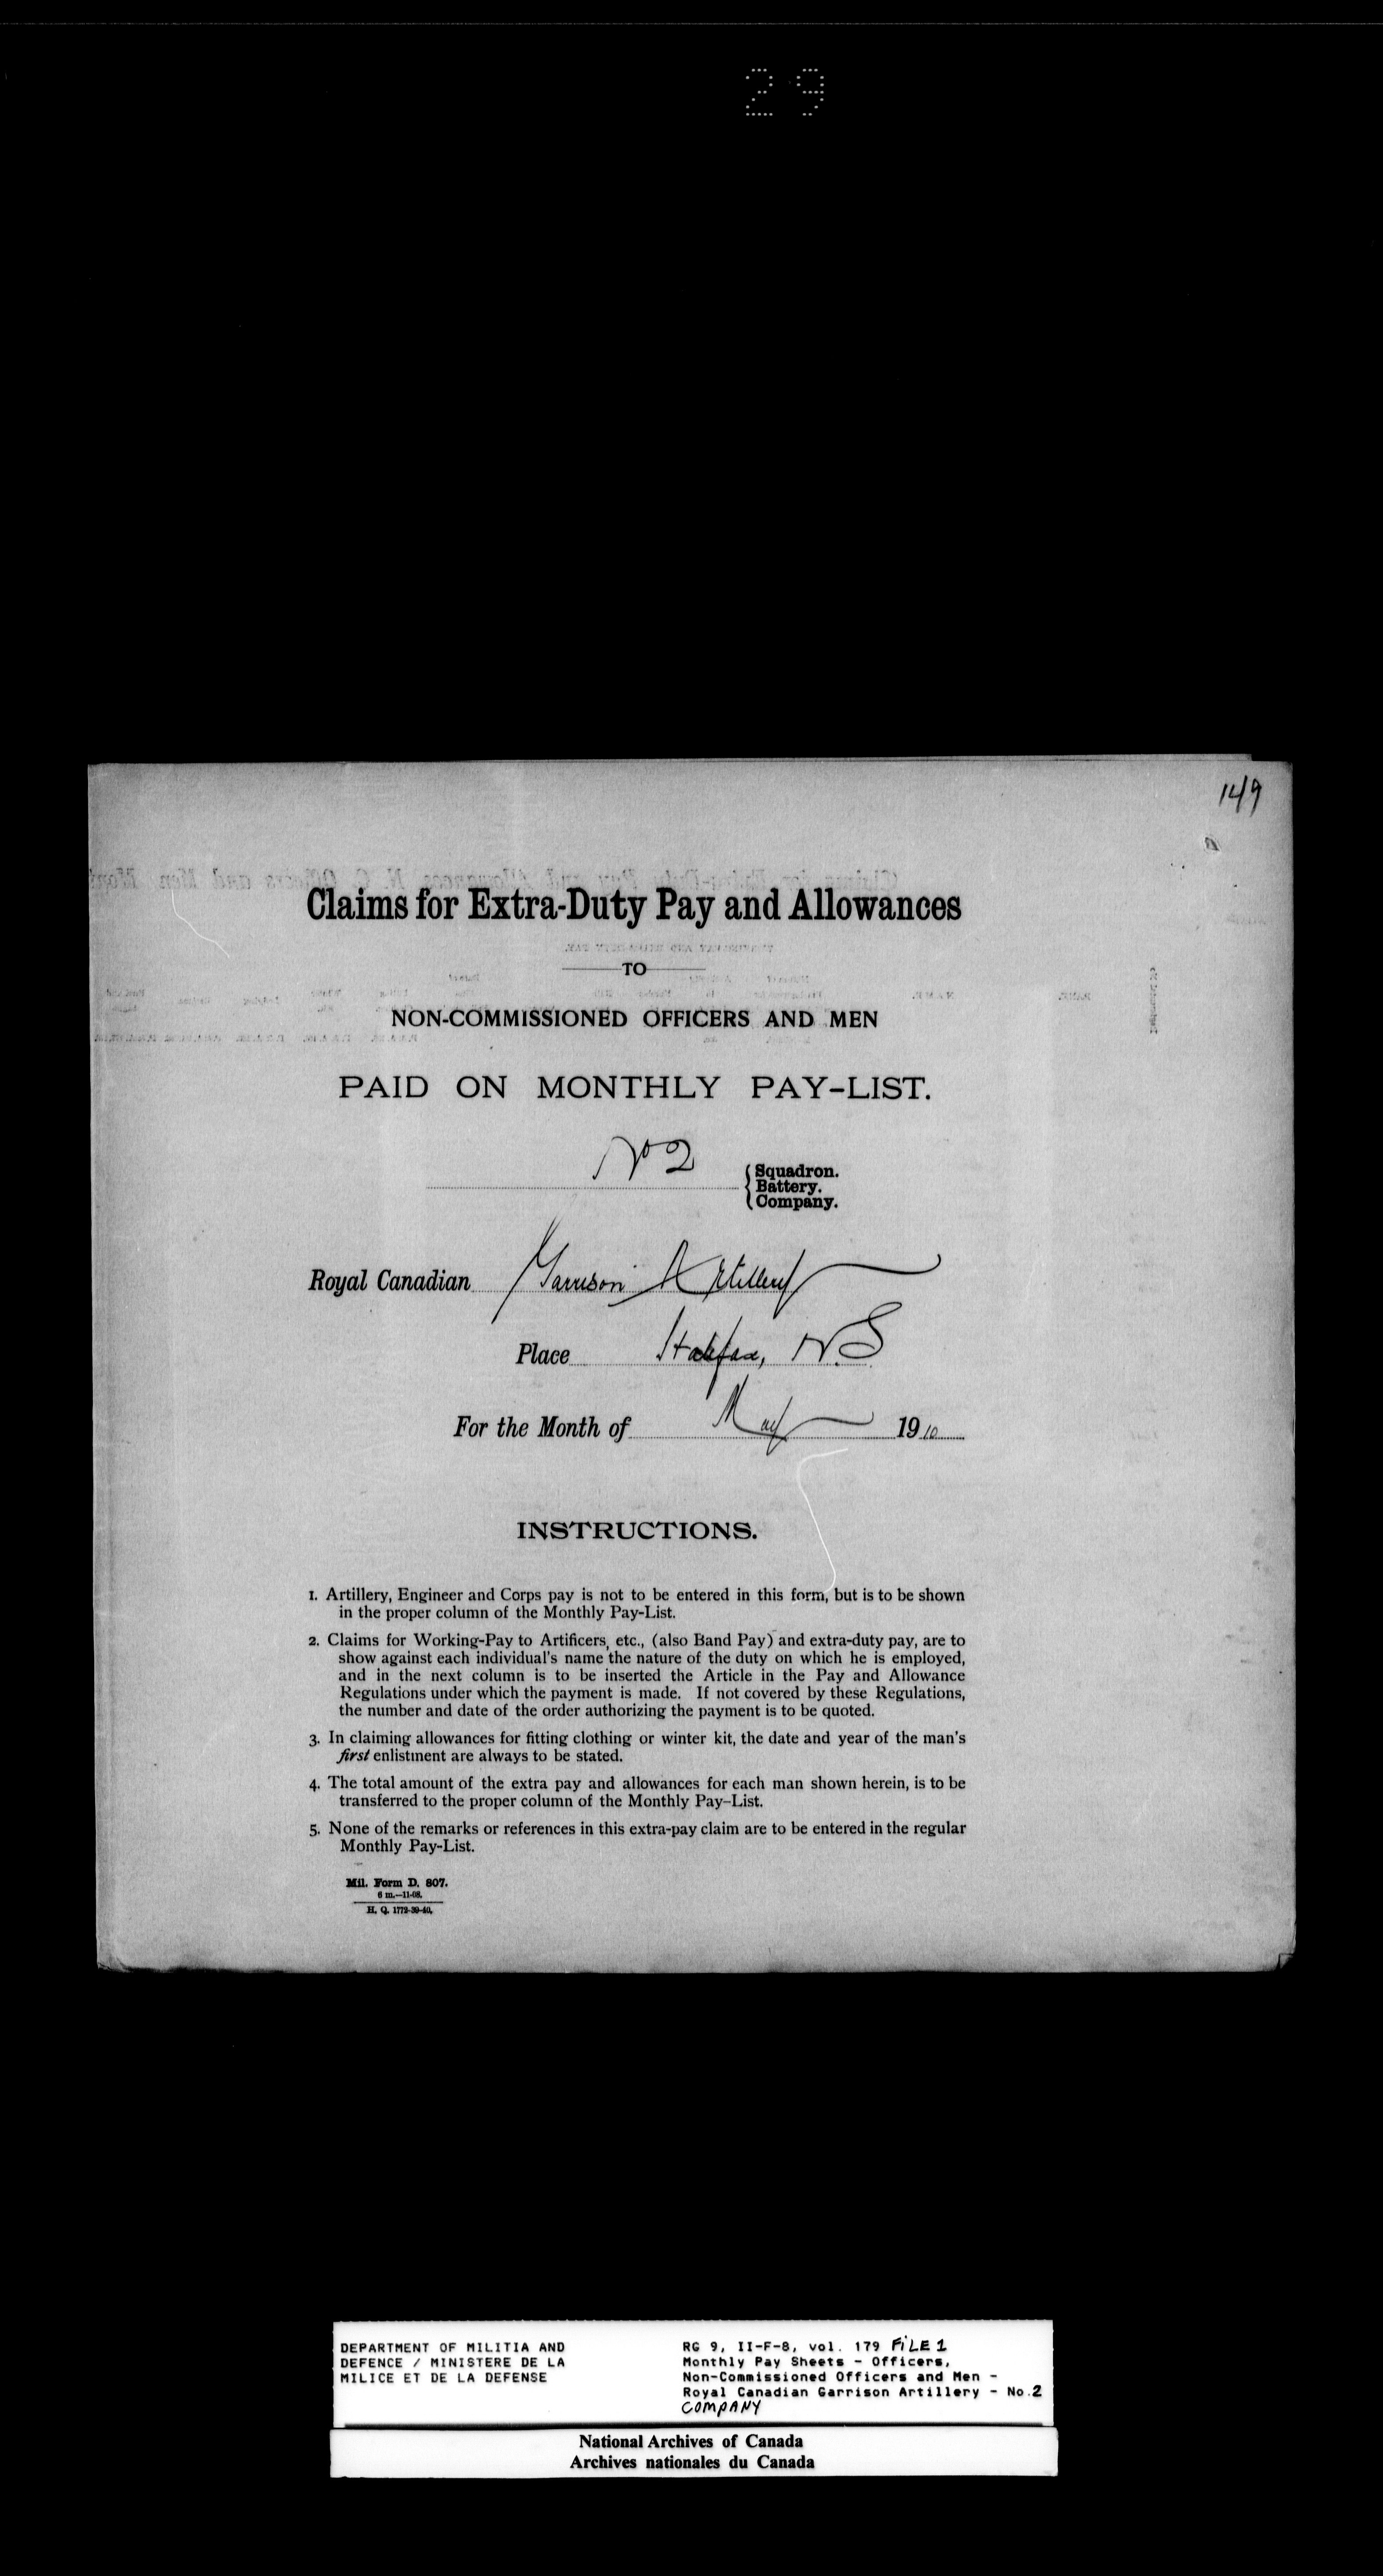 29
149
Claims for Extra-Duty Pay and Allowances
TO
NON-COMMISSIONED OFFICERS AND MEN
PAID ON MONTHLY PAY-LIST.
No 2
Squadron.
Battery.
Company.
Royal Canadian Garrison Artillery
Place Halifax, N.S
For the Month of May 1910
INSTRUCTIONS.
1. Artillery, Engineer and Corps pay is not to be entered in this form, but is to be shown
in the proper column of the Monthly Pay-List.
2. Claims for Working-Pay to Artificers, etc., (also Band Pay) and extra-duty pay, are to
show against each individual's name the nature of the duty on which he is employed,
and in the next column is to be inserted the Article in the Pay and Allowance
Regulations under which the payment is made. If not covered by these Regulations,
the number and date of the order authorizing the payment is to be quoted.
3. In claiming allowances for fitting clothing or winter kit, the date and year of the man's
first enlistment are always to be stated.
4. The total amount of the extra pay and allowances for each man shown herein, is to be
transferred to the proper column of the Monthly Pay-List.
5. None of the remarks or references in this extra-pay claim are to be entered in the regular
Monthly Pay-List.
Mil. Form D. 807.
6 m.—11-08.
H. Q. 1772-39-40.
DEPARTMENT OF MILITIA AND
DEFENCE / MINISTERE DE LA
MILICE ET DE LA DEFENSE
RG 9, II-F-8, vol. 179 FILE 1
Monthly Pay Sheets - Officers,
Non-Commissioned Officers and Men -
Royal Canadian Garrison Artillery - No.2
COMPANY
National Archives of Canada
Archives nationales du Canada